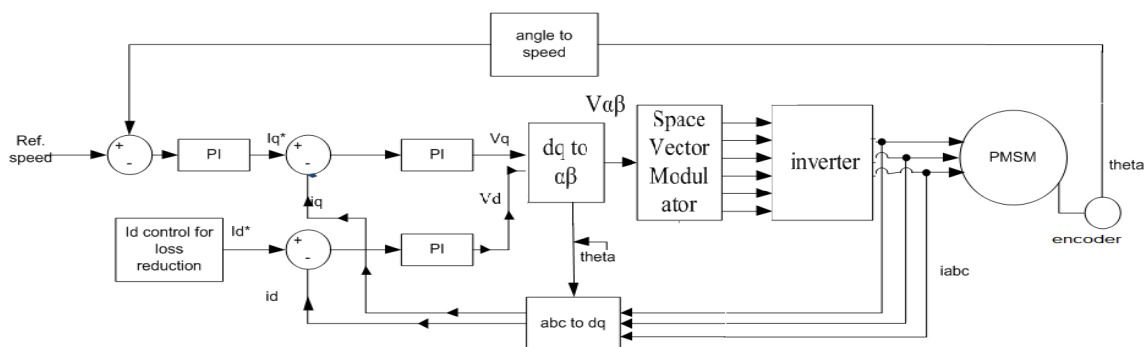 angle to
speed
Ref.
speed
+
-
PI
Iq*
+
-
PI
Vq
dq to
αβ
Vαβ
Space
Vector
Modul
ator
inverter
PMSM
theta
encoder
iq
Vd
Id control for
loss
reduction
Id*
+
-
PI
theta
id
abc to dq
iabc